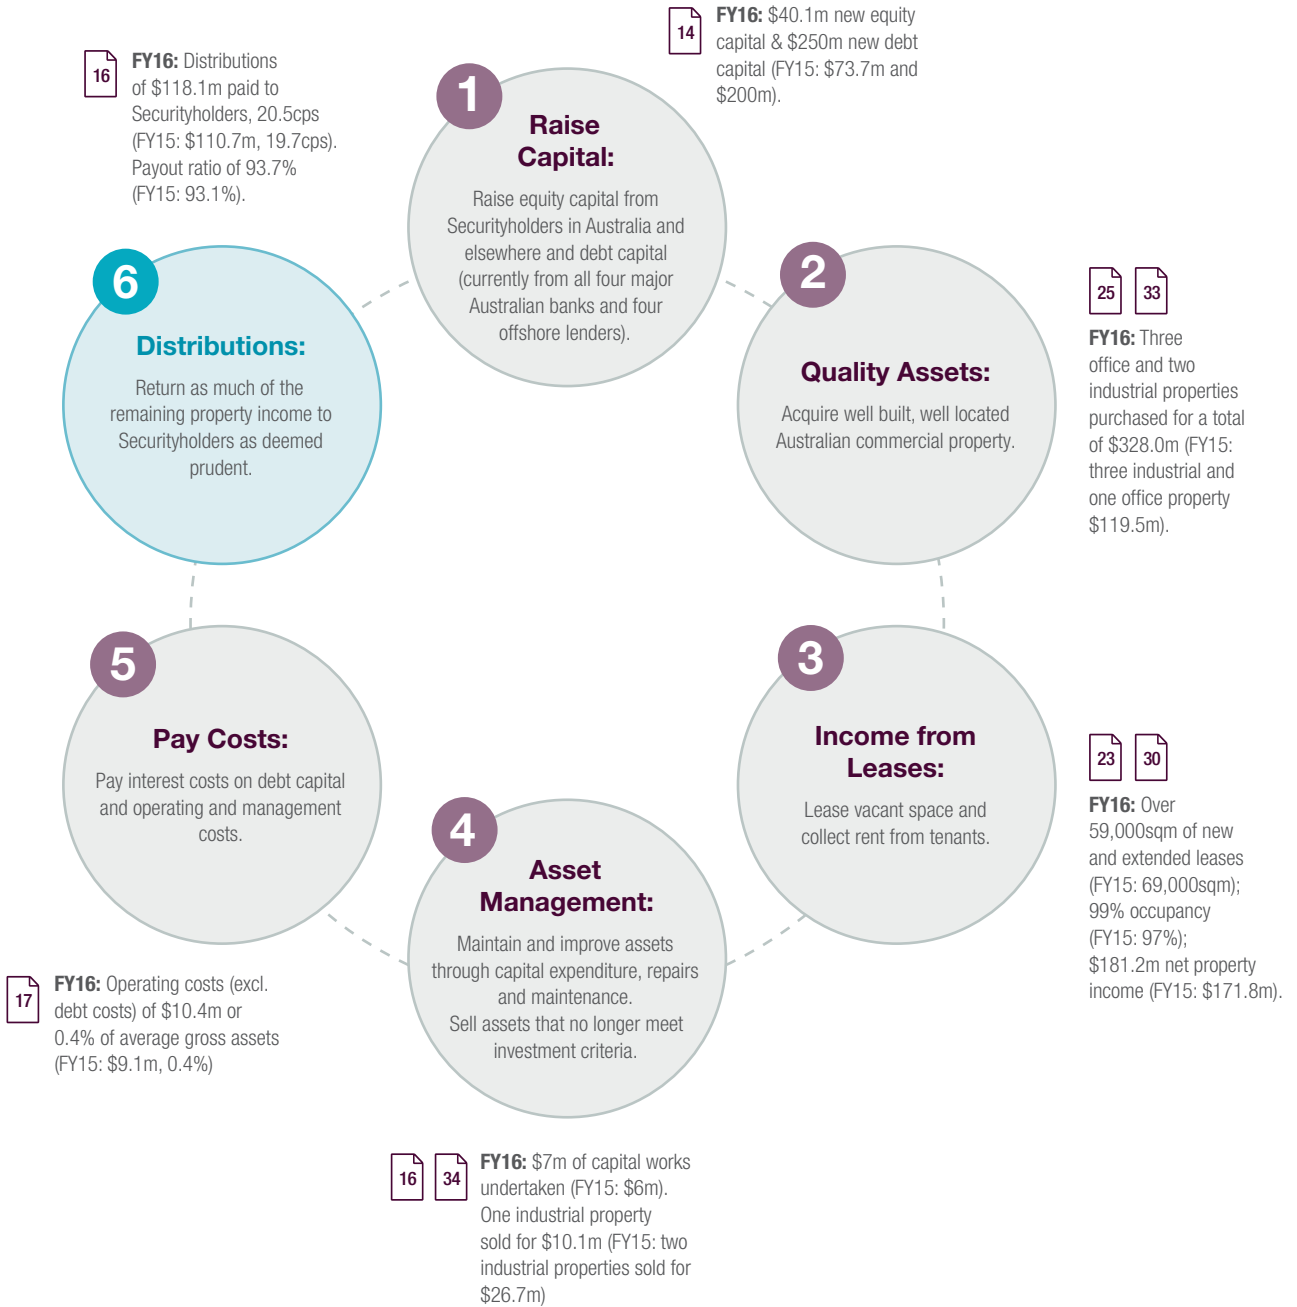 14
FY16: $40.1m new equity
capital & $250m new debt
capital (FY15: $73.7m and
$200m).
1
Raise
Capital:
Raise equity capital from
Securityholders in Australia and
elsewhere and debt capital
(currently from all four major
Australian banks and four
offshore lenders).
2
Quality Assets:
Acquire well built, well located
Australian commercial property.
25
33
FY16: Three
office and two
industrial properties
purchased for a total
of $328.0m (FY15:
three industrial and
one office property
$119.5m).
3
Income from
Leases:
Lease vacant space and
collect rent from tenants.
23
30
FY16: Over
59,000sqm of new
and extended leases
(FY15: 69,000sqm);
99% occupancy
(FY15: 97%);
$181.2m net property
income (FY15: $171.8m).
4
Asset
Management:
Maintain and improve assets
through capital expenditure, repairs
and maintenance.
Sell assets that no longer meet
investment criteria.
16
34
FY16: $7m of capital works
undertaken (FY15: $6m).
One industrial property
sold for $10.1m (FY15: two
industrial properties sold for
$26.7m)
5
Pay Costs:
Pay interest costs on debt capital
and operating and management
costs.
17
FY16: Operating costs (excl.
debt costs) of $10.4m or
0.4% of average gross assets
(FY15: $9.1m, 0.4%)
6
Distributions:
Return as much of the
remaining property income to
Securityholders as deemed
prudent.
16
FY16: Distributions
of $118.1m paid to
Securityholders, 20.5cps
(FY15: $110.7m, 19.7cps).
Payout ratio of 93.7%
(FY15: 93.1%).